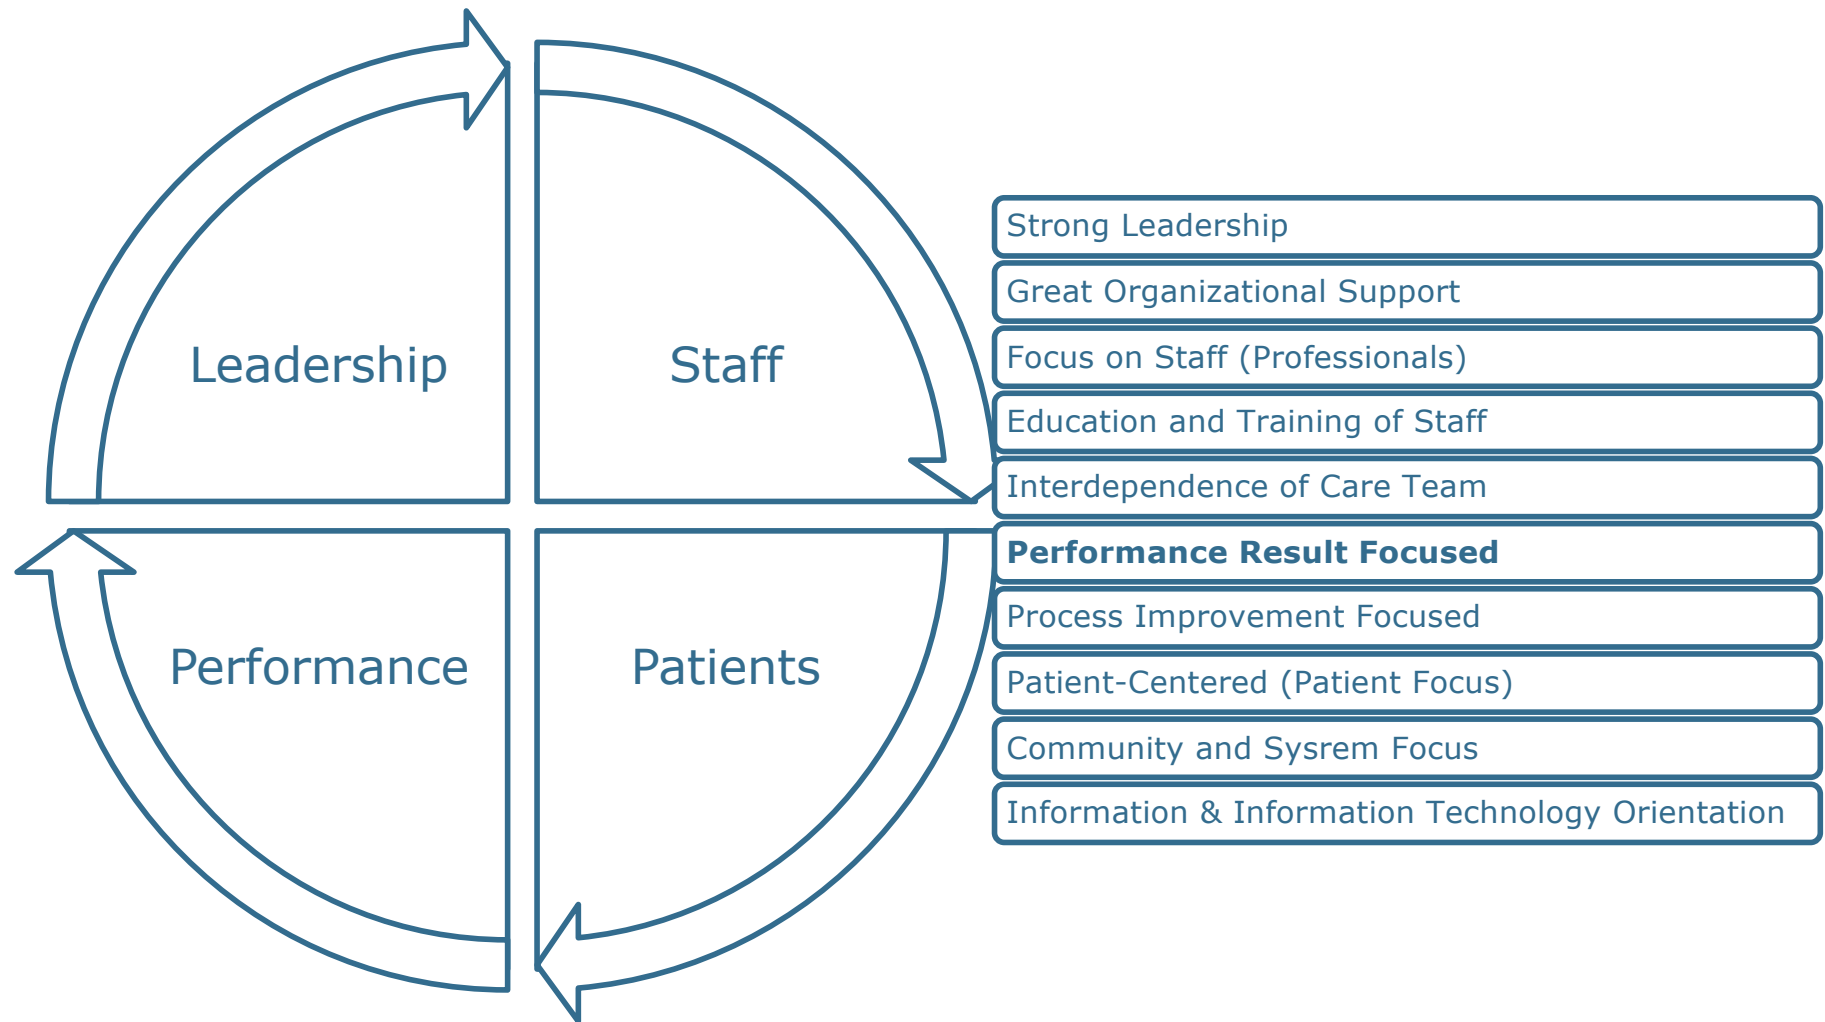 Leadership
Staff
Performance
Patients
Strong Leadership
Great Organizational Support
Focus on Staff (Professionals)
Education and Training of Staff
Interdependence of Care Team
Performance Result Focused
Process Improvement Focused
Patient-Centered (Patient Focus)
Community and Sysrem Focus
Information & Information Technology Orientation